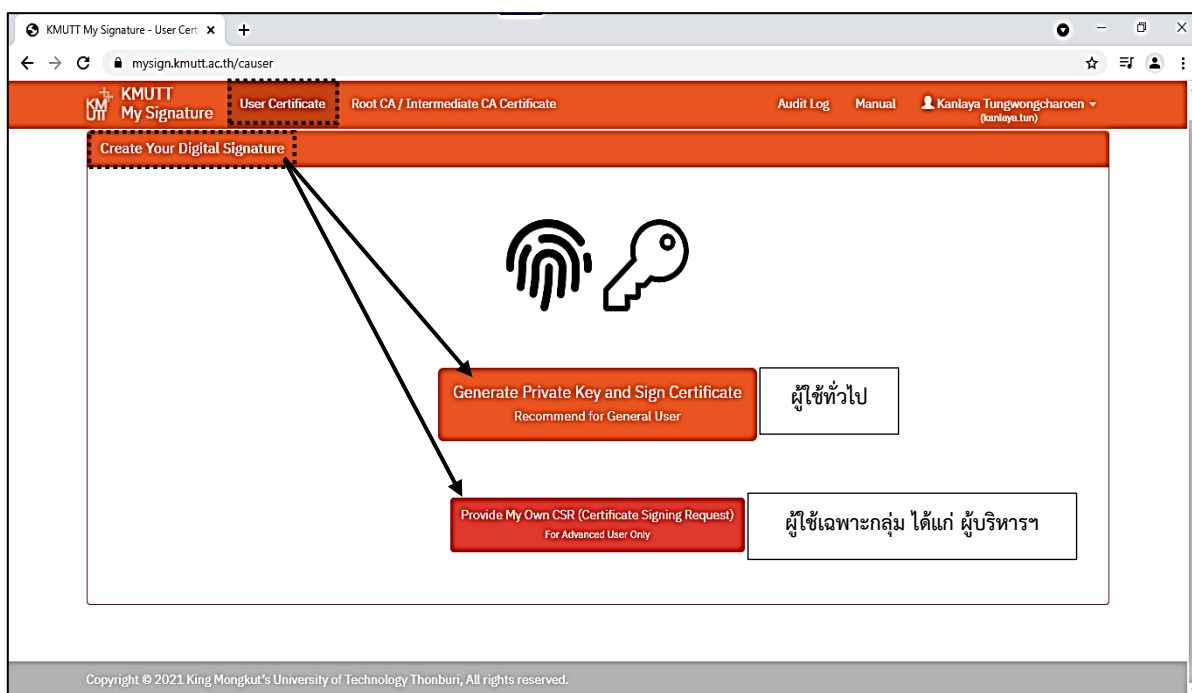 KMUTT My Signature - User Cert
mysign.kmutt.ac.th/causer
KMUTT
My Signature
User Certificate
Root CA / Intermediate CA Certificate
Audit Log
Manual
Kanlaya Tungwongcharoen
(kanlaya.tun)
Create Your Digital Signature
Generate Private Key and Sign Certificate
Recommend for General User
ผู้ใช้ทั่วไป
Provide My Own CSR (Certificate Signing Request)
For Advanced User Only
ผู้ใช้เฉพาะกลุ่ม ได้แก่ ผู้บริหารฯ
Copyright © 2021 King Mongkut's University of Technology Thonburi, All rights reserved.